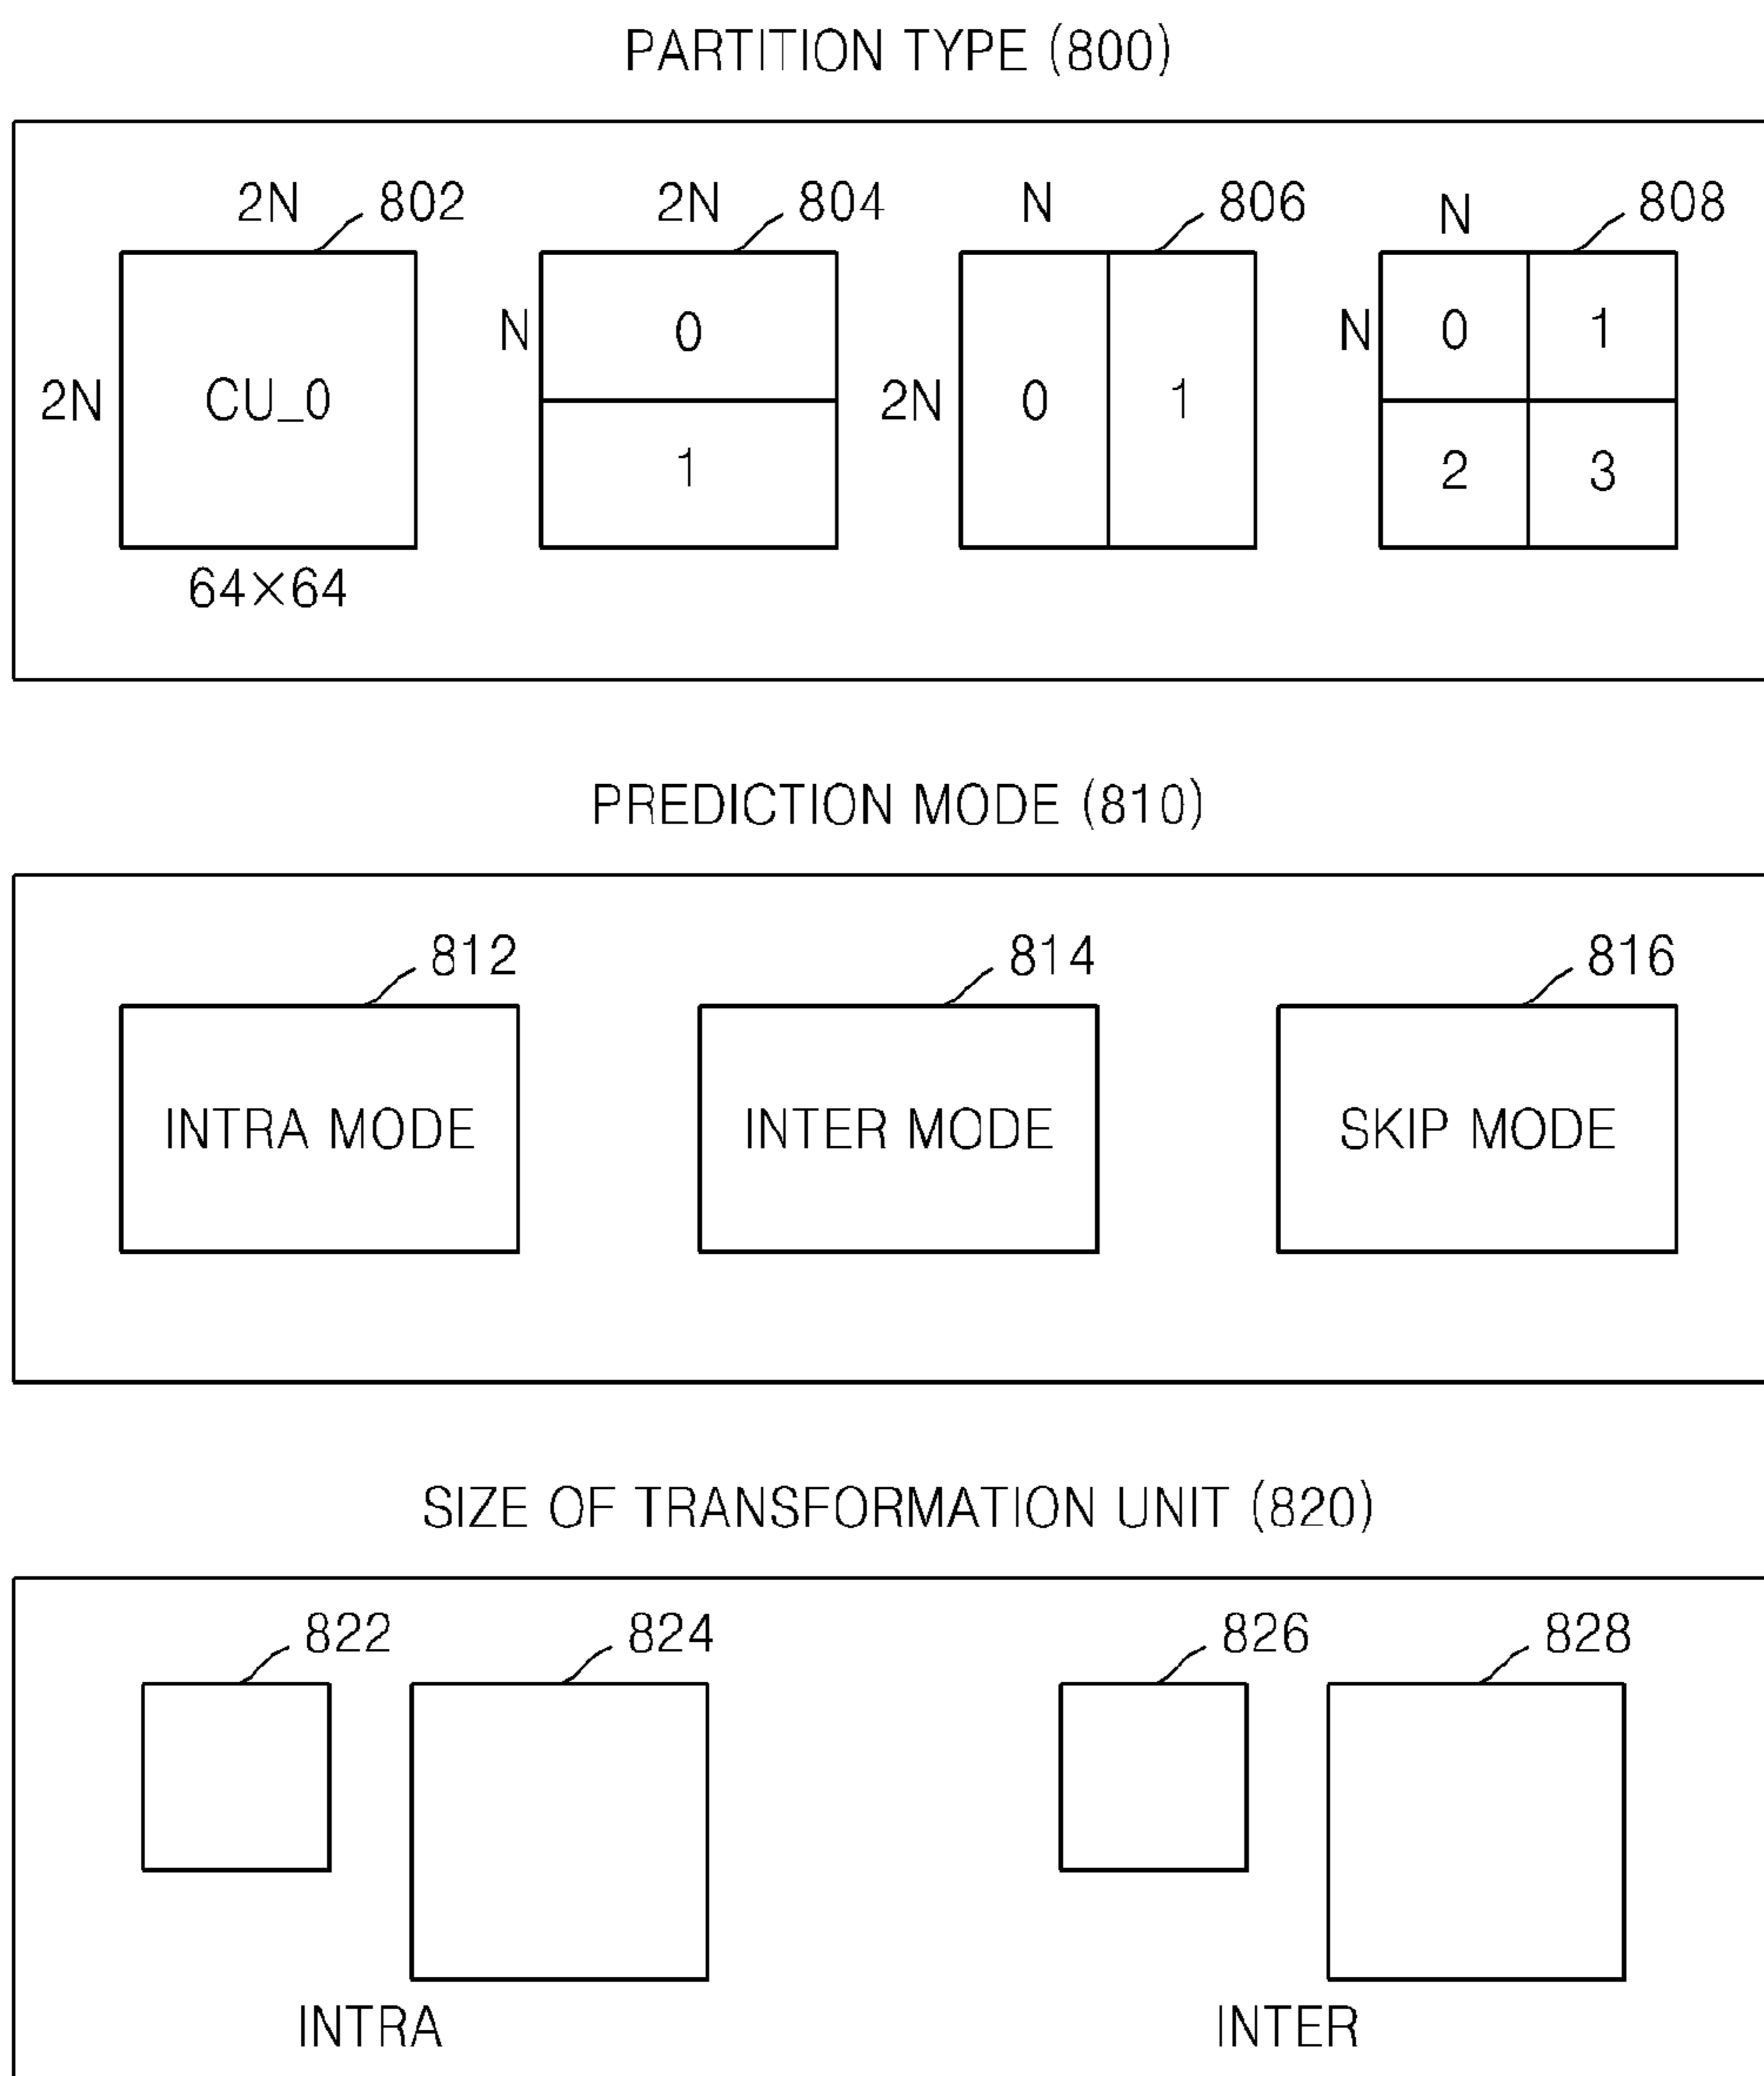 PARTITION TYPE (800)
2N 802 2N 804 N 806 N 808
N 0 N 0 1
2N CU_0 2N 0 1
1 2 3
64×64
PREDICTION MODE (810)
812 814 816
INTRA MODE INTER MODE SKIP MODE
SIZE OF TRANSFORMATION UNIT (820)
822 824 826 828
INTRA INTER